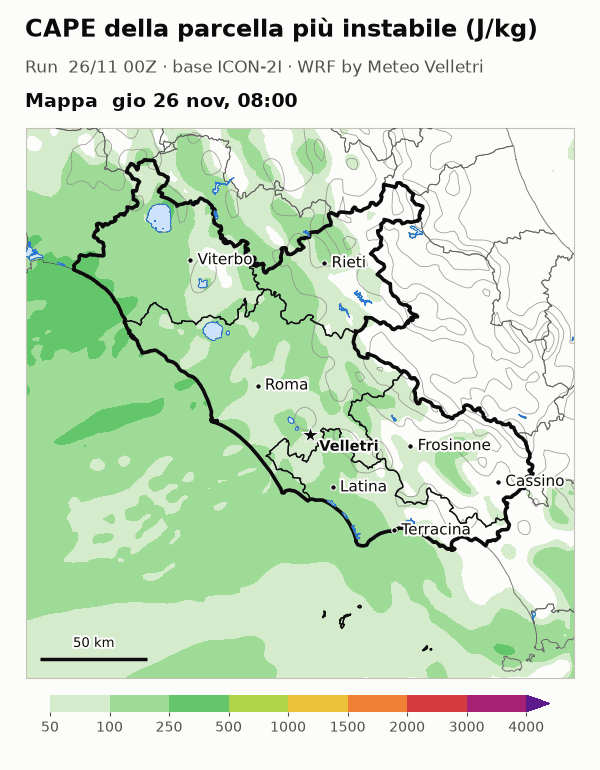 CAPE della parcella più instabile (J/kg)
Run  26/11 00Z · base ICON-2I · WRF by Meteo Velletri
Mappa  gio 26 nov, 08:00
Viterbo
Rieti
Roma
Velletri
Frosinone
Cassino
Latina
Terracina
50 km
50 100 250 500 1000 1500 2000 3000 4000